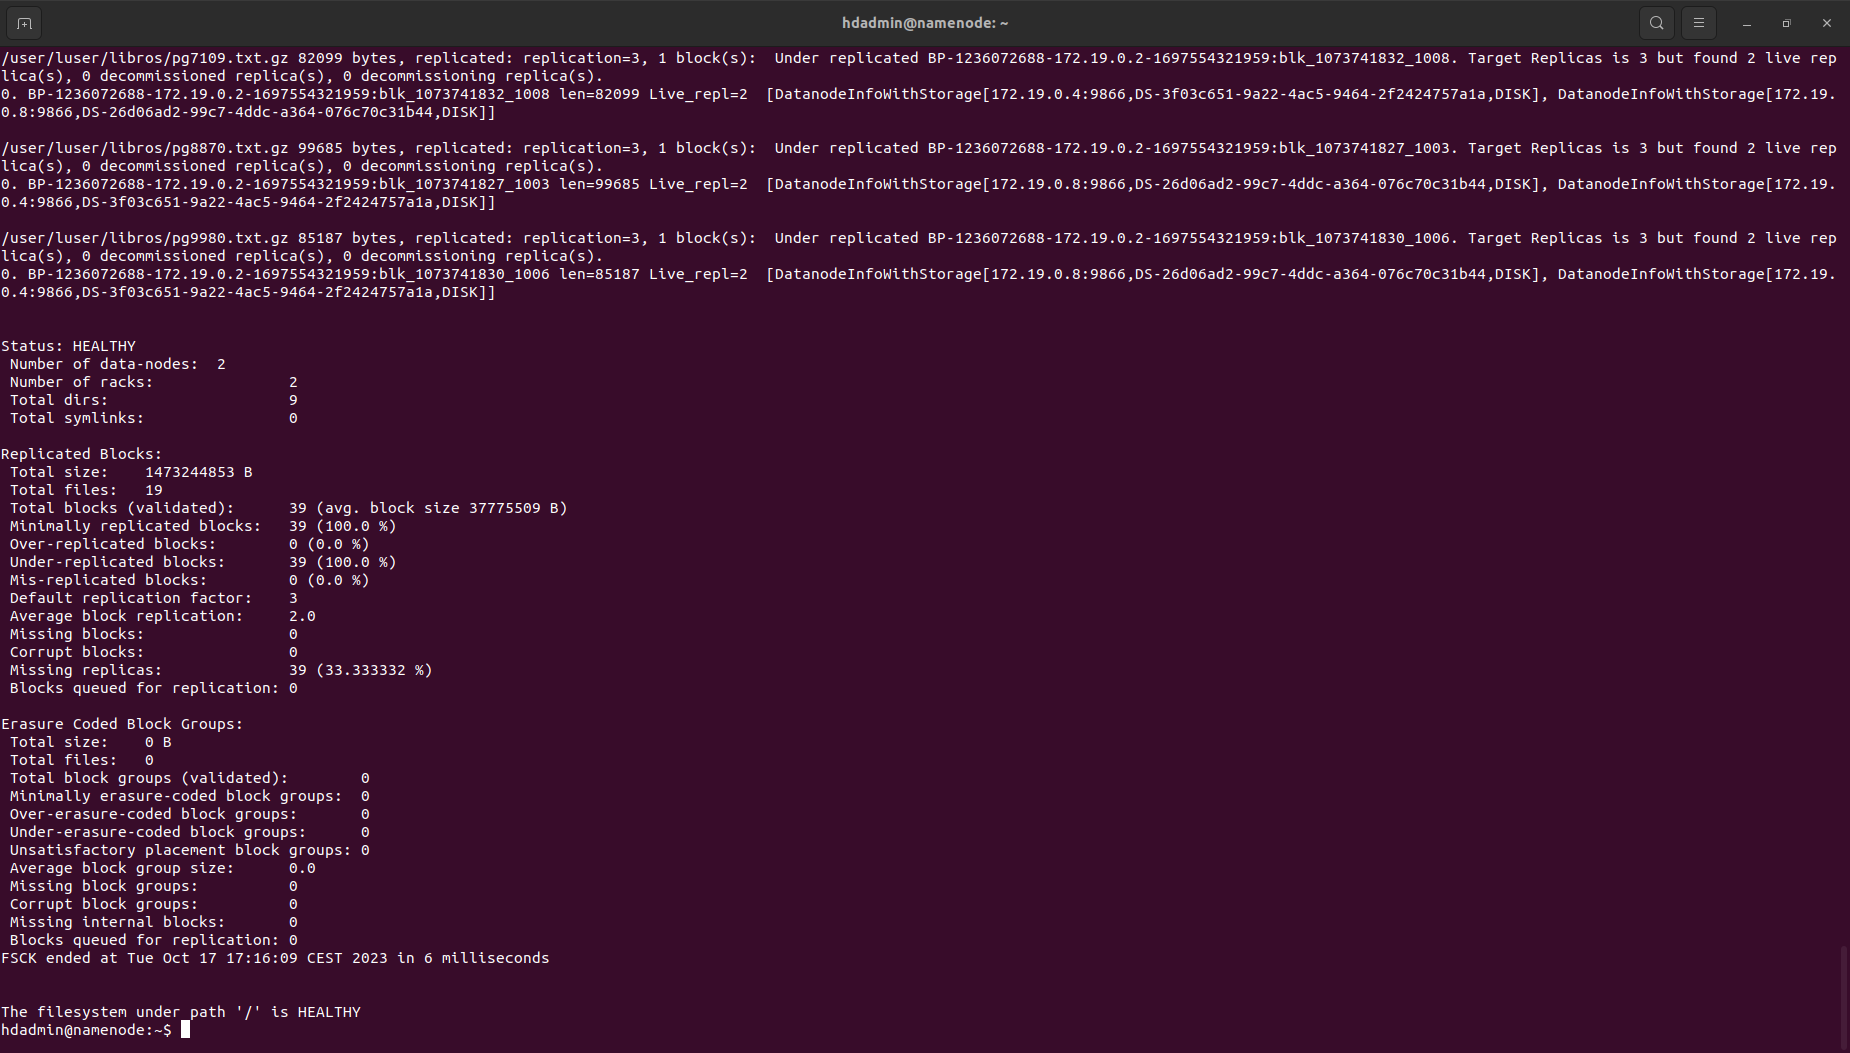 hdadmin@namenode: ~
/user/luser/libros/pg7109.txt.gz 82099 bytes, replicated: replication=3, 1 block(s):  Under replicated BP-1236072688-172.19.0.2-1697554321959:blk_1073741832_1008. Target Replicas is 3 but found 2 live rep
lica(s), 0 decommissioned replica(s), 0 decommissioning replica(s).
0. BP-1236072688-172.19.0.2-1697554321959:blk_1073741832_1008 len=82099 Live_repl=2  [DatanodeInfoWithStorage[172.19.0.4:9866,DS-3f03c651-9a22-4ac5-9464-2f2424757a1a,DISK], DatanodeInfoWithStorage[172.19.
0.8:9866,DS-26d06ad2-99c7-4ddc-a364-076c70c31b44,DISK]]
/user/luser/libros/pg8870.txt.gz 99685 bytes, replicated: replication=3, 1 block(s):  Under replicated BP-1236072688-172.19.0.2-1697554321959:blk_1073741827_1003. Target Replicas is 3 but found 2 live rep
lica(s), 0 decommissioned replica(s), 0 decommissioning replica(s).
0. BP-1236072688-172.19.0.2-1697554321959:blk_1073741827_1003 len=99685 Live_repl=2  [DatanodeInfoWithStorage[172.19.0.8:9866,DS-26d06ad2-99c7-4ddc-a364-076c70c31b44,DISK], DatanodeInfoWithStorage[172.19.
0.4:9866,DS-3f03c651-9a22-4ac5-9464-2f2424757a1a,DISK]]
/user/luser/libros/pg9980.txt.gz 85187 bytes, replicated: replication=3, 1 block(s):  Under replicated BP-1236072688-172.19.0.2-1697554321959:blk_1073741830_1006. Target Replicas is 3 but found 2 live rep
lica(s), 0 decommissioned replica(s), 0 decommissioning replica(s).
0. BP-1236072688-172.19.0.2-1697554321959:blk_1073741830_1006 len=85187 Live_repl=2  [DatanodeInfoWithStorage[172.19.0.8:9866,DS-26d06ad2-99c7-4ddc-a364-076c70c31b44,DISK], DatanodeInfoWithStorage[172.19.
0.4:9866,DS-3f03c651-9a22-4ac5-9464-2f2424757a1a,DISK]]
Status: HEALTHY
Number of data-nodes:  2
Number of racks:  2
Total dirs:  9
Total symlinks:  0
Replicated Blocks:
Total size:  1473244853 B
Total files:  19
Total blocks (validated):  39 (avg. block size 37775509 B)
Minimally replicated blocks:  39 (100.0 %)
Over-replicated blocks:  0 (0.0 %)
Under-replicated blocks:  39 (100.0 %)
Mis-replicated blocks:  0 (0.0 %)
Default replication factor:  3
Average block replication:  2.0
Missing blocks:  0
Corrupt blocks:  0
Missing replicas:  39 (33.333332 %)
Blocks queued for replication: 0
Erasure Coded Block Groups:
Total size:  0 B
Total files:  0
Total block groups (validated):  0
Minimally erasure-coded block groups:  0
Over-erasure-coded block groups:  0
Under-erasure-coded block groups:  0
Unsatisfactory placement block groups: 0
Average block group size:  0.0
Missing block groups:  0
Corrupt block groups:  0
Missing internal blocks:  0
Blocks queued for replication: 0
FSCK ended at Tue Oct 17 17:16:09 CEST 2023 in 6 milliseconds
The filesystem under path '/' is HEALTHY
hdadmin@namenode:~$